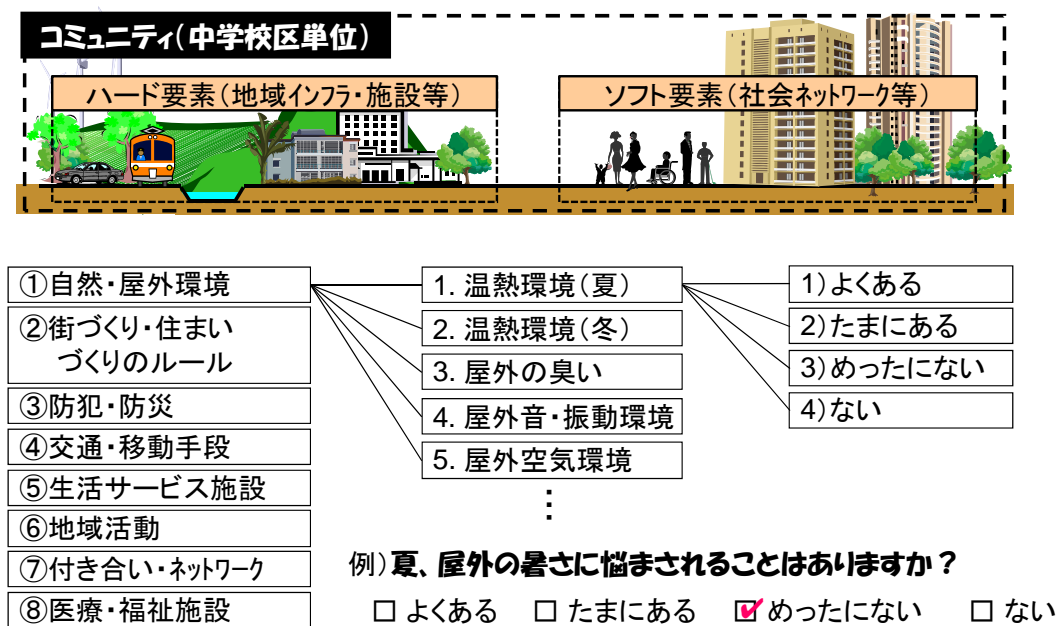 コミュニティ(中学校区単位)
ハード要素(地域インフラ・施設等)
ソフト要素(社会ネットワーク等)
①自然・屋外環境
②街づくり・住まい
づくりのルール
③防犯・防災
④交通・移動手段
⑤生活サービス施設
⑥地域活動
⑦付き合い・ネットワーク
⑧医療・福祉施設
1. 温熱環境(夏)
2. 温熱環境(冬)
3. 屋外の臭い
4. 屋外音・振動環境
5. 屋外空気環境
⋮
1)よくある
2)たまにある
3)めったにない
4)ない
例)夏、屋外の暑さに悩まされることはありますか?
□ よくある □ たまにある ☑ めったにない □ ない